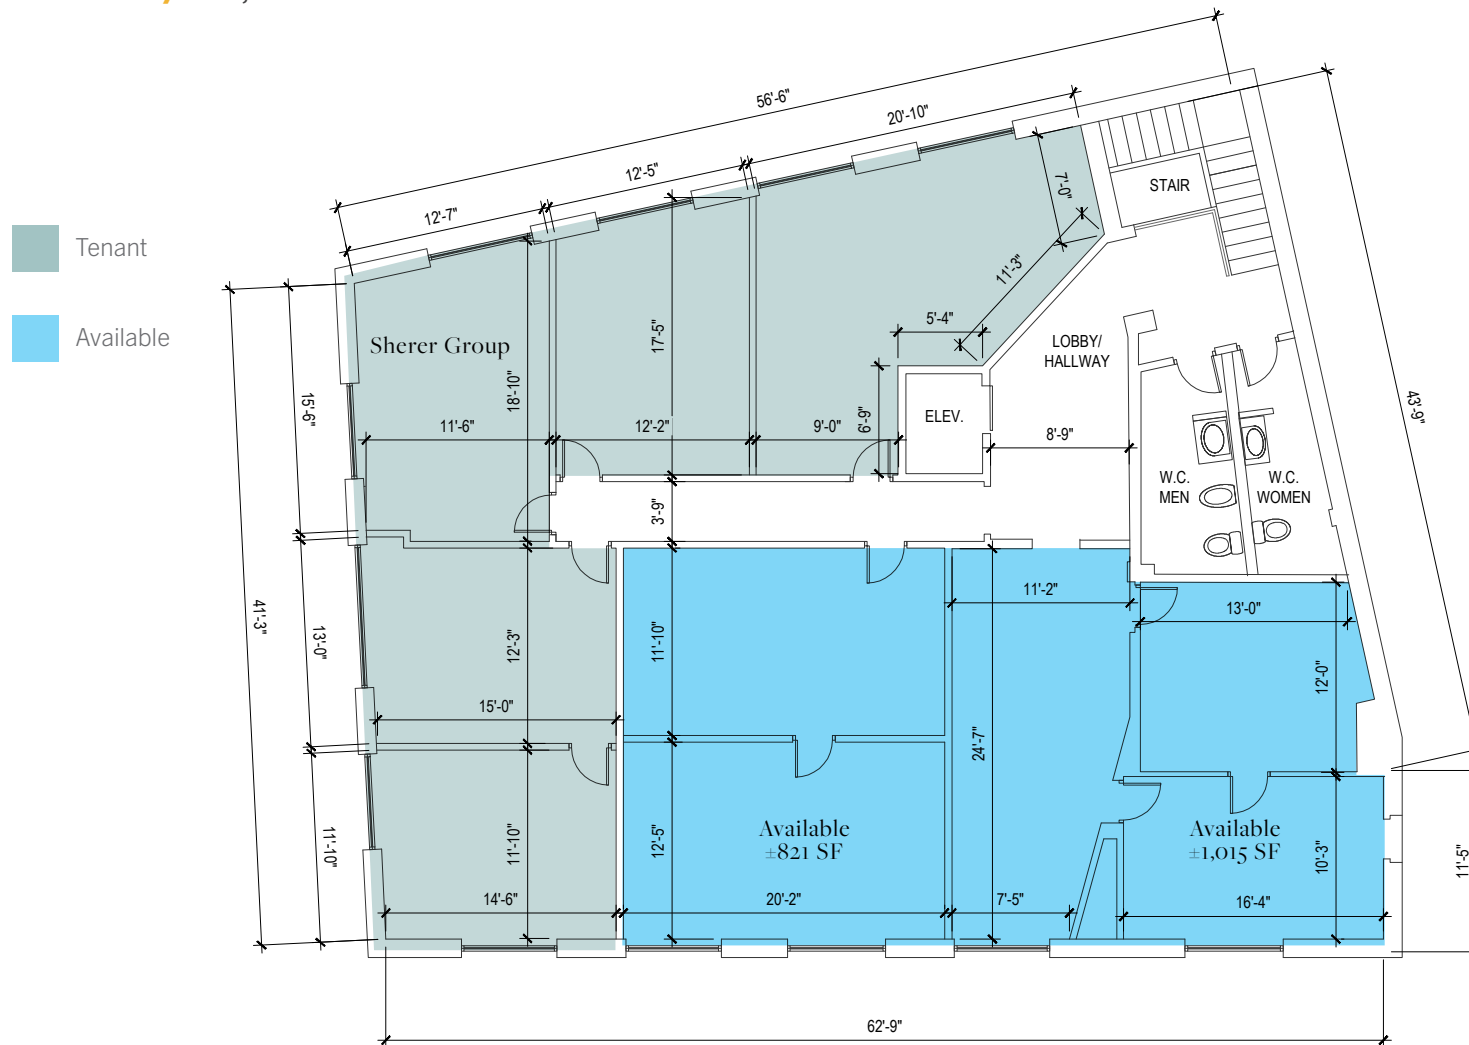 56'-6"
20'-10"
12'-5"
12'-7"
7'-0"
STAIR
Tenant
11'-3"
5'-4"
Available
Sherer Group
17'-5"
LOBBY/
HALLWAY
18'-10"
15'-6"
6'-9"
ELEV.
43'-9"
11'-6"
12'-2"
9'-0"
8'-9"
W.C.
MEN
W.C.
WOMEN
3'-9"
11'-2"
13'-0"
41'-3"
13'-0"
12'-3"
11'-10"
12'-0"
15'-0"
24'-7"
11'-10"
11'-10"
12'-5"
Available
±821 SF
Available
±1,015 SF
10'-3"
11'-5"
14'-6"
20'-2"
7'-5"
16'-4"
62'-9"